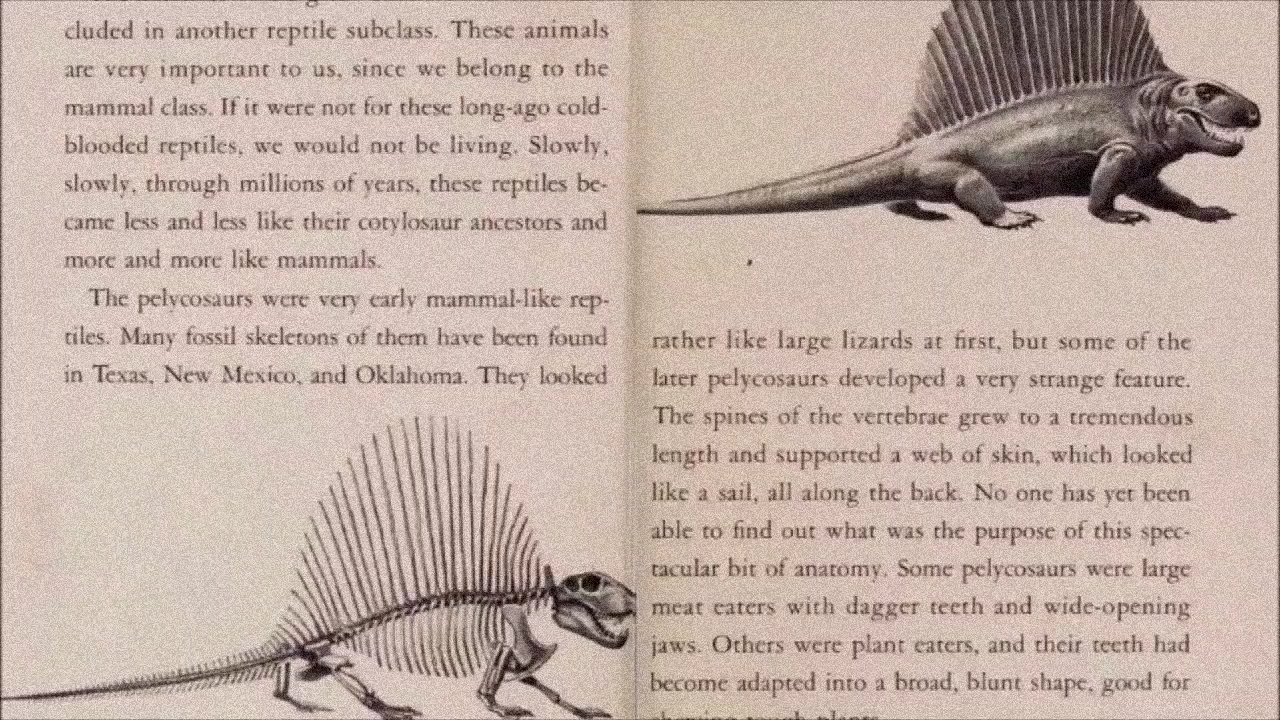 cluded in another reptile subclass. These animals
are very important to us, since we belong to the
mammal class. If it were not for these long-ago cold-
blooded reptiles, we would not be living. Slowly,
slowly, through millions of years, these reptiles be-
came less and less like their cotylosaur ancestors and
more and more like mammals.
The pelycosaurs were very early mammal-like rep-
tiles. Many fossil skeletons of them have been found
in Texas, New Mexico, and Oklahoma. They looked
rather like large lizards at first, but some of the
later pelycosaurs developed a very strange feature.
The spines of the vertebrae grew to a tremendous
length and supported a web of skin, which looked
like a sail, all along the back. No one has yet been
able to find out what was the purpose of this spec-
tacular bit of anatomy. Some pelycosaurs were large
meat eaters with dagger teeth and wide-opening
jaws. Others were plant eaters, and their teeth had
become adapted into a broad, blunt shape, good for